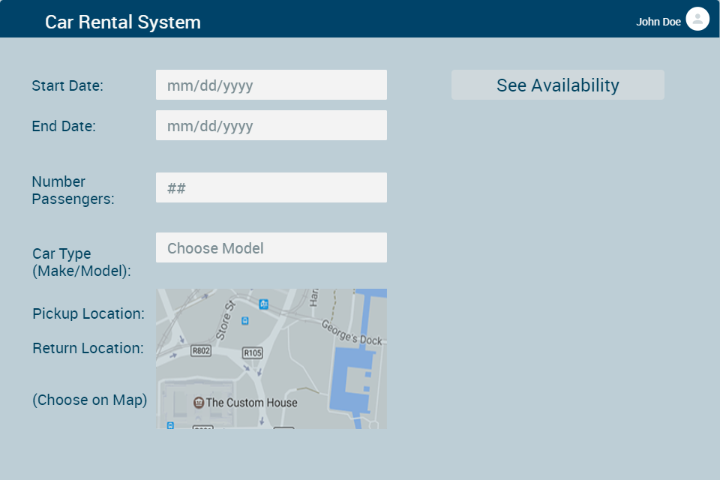 Car Rental System
John Doe
Start Date:
mm/dd/yyyy
See Availability
End Date:
mm/dd/yyyy
Number
Passengers:
##
Car Type
(Make/Model):
Choose Model
Pickup Location:
Return Location:
(Choose on Map)
Store St
George's Dock
R802
R105
The Custom House